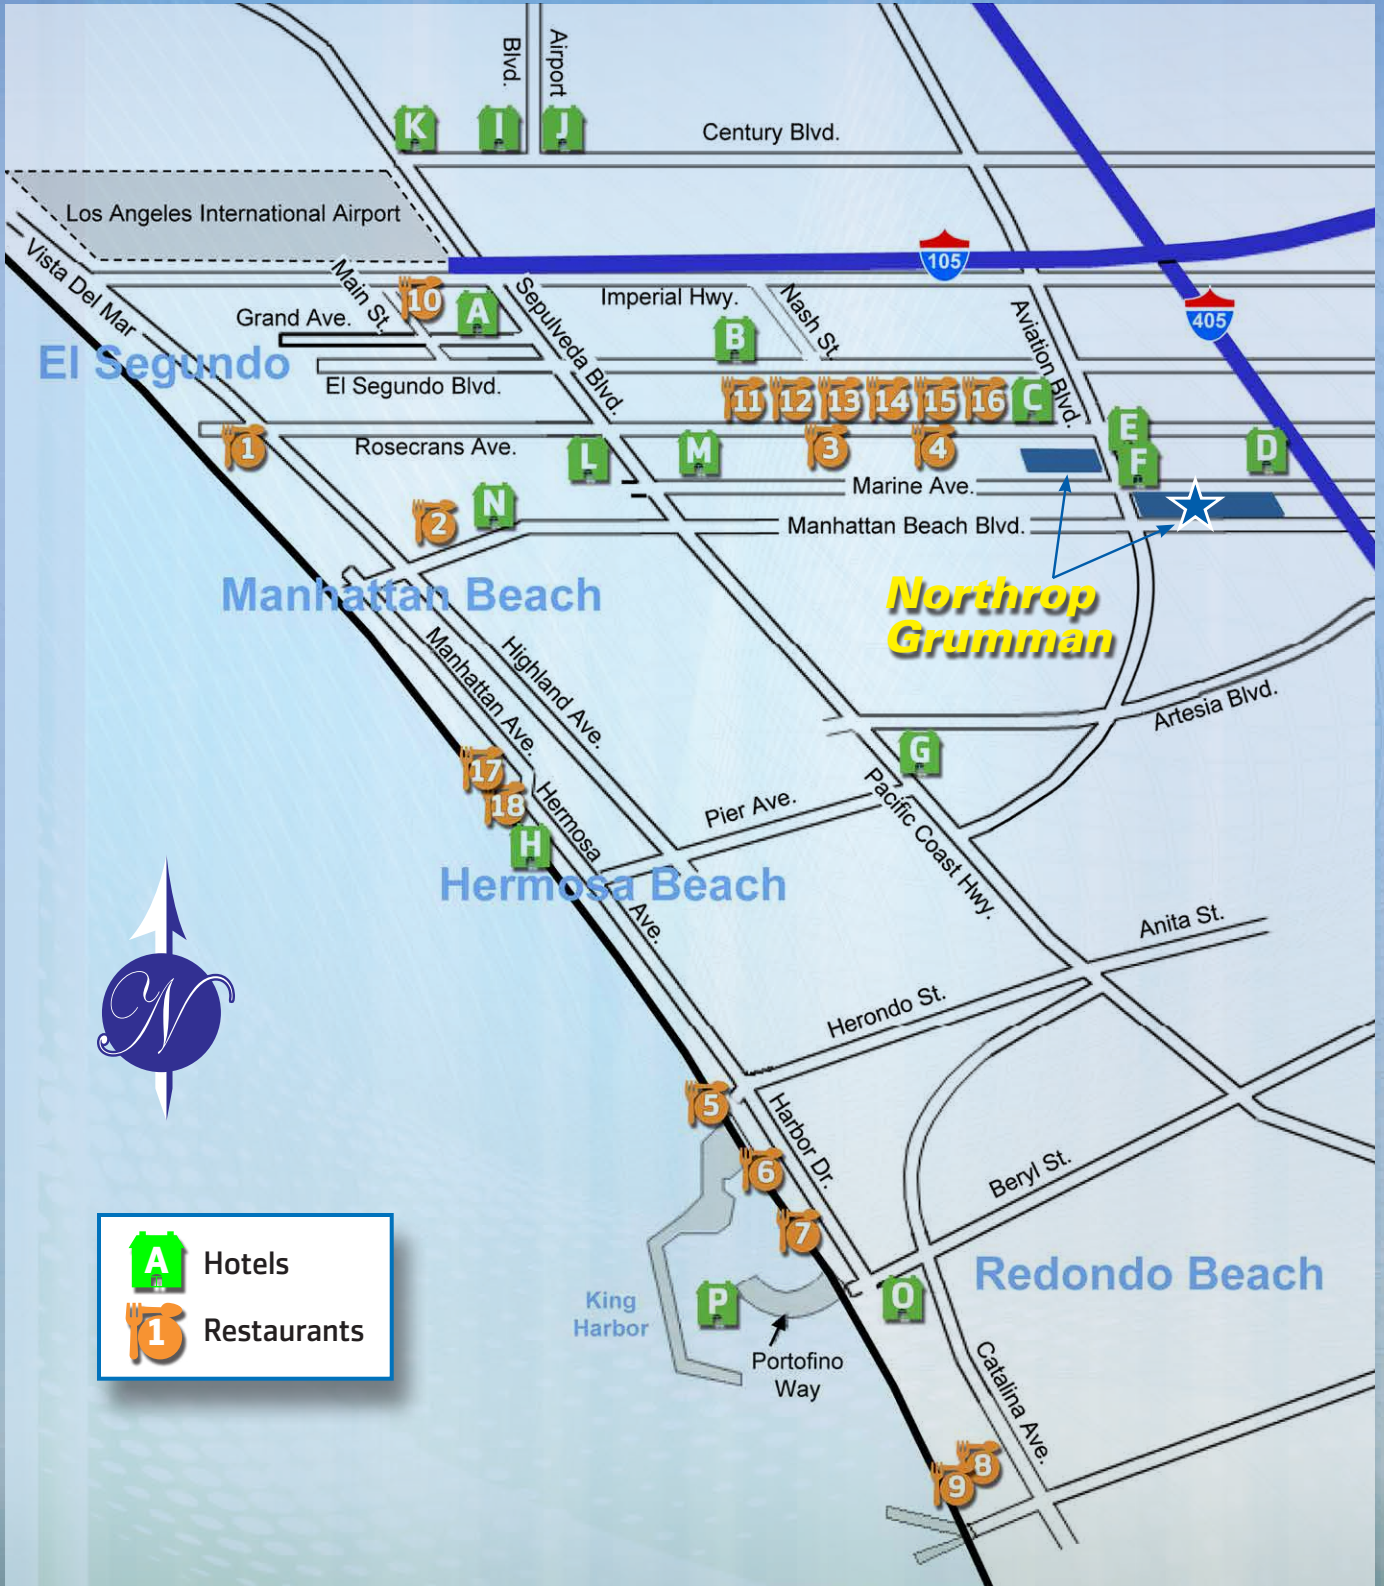 Airport
Blvd.
K
I
J
Century Blvd.
Los Angeles International Airport
Vista Del Mar
Main St.
10
A
Grand Ave.
Sepulveda Blvd.
Imperial Hwy.
Nash St.
B
105
405
Aviation Blvd.
El Segundo
El Segundo Blvd.
11
12
13
14
15
16
C
1
Rosecrans Ave.
L
M
3
4
E
F
D
Marine Ave.
2
N
Manhattan Beach Blvd.
Manhattan Beach
Northrop
Grumman
Manhattan Ave.
Highland Ave.
Artesia Blvd.
G
17
18
H
Hermosa
Ave.
Pier Ave.
Pacific Coast Hwy.
Hermosa Beach
Anita St.
Herondo St.
N
5
6
7
Harbor Dr.
Beryl St.
Redondo Beach
King
Harbor
P
O
Portofino
Way
Catalina Ave.
8
9
A Hotels
1 Restaurants